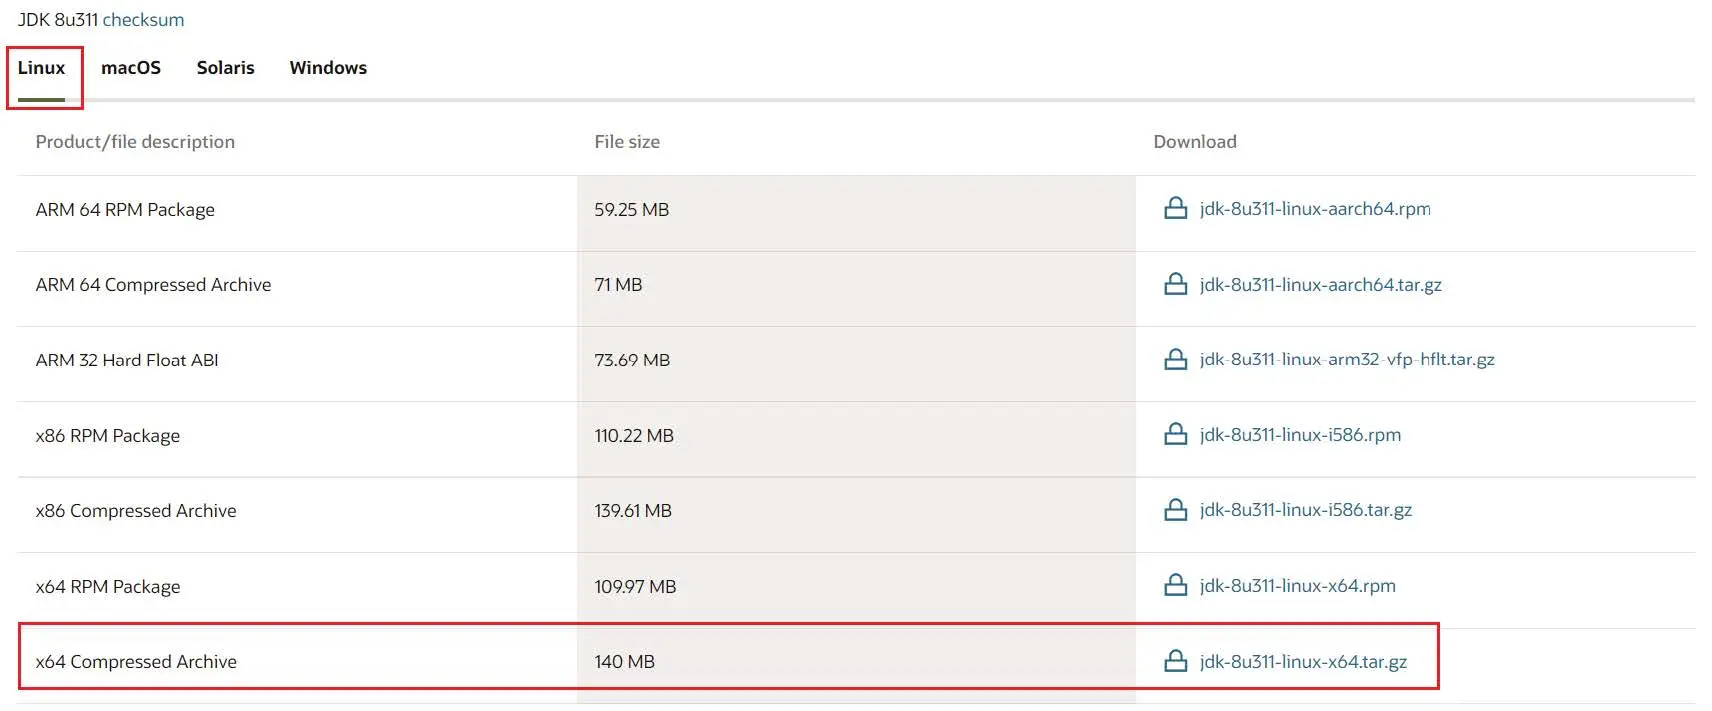 JDK 8u311 checksum
Linux macOS Solaris Windows
Product/file description File size Download
ARM 64 RPM Package 59.25 MB jdk-8u311-linux-aarch64.rpm
ARM 64 Compressed Archive 71 MB jdk-8u311-linux-aarch64.tar.gz
ARM 32 Hard Float ABI 73.69 MB jdk-8u311-linux-arm32-vfp-hflt.tar.gz
x86 RPM Package 110.22 MB jdk-8u311-linux-i586.rpm
x86 Compressed Archive 139.61 MB jdk-8u311-linux-i586.tar.gz
x64 RPM Package 109.97 MB jdk-8u311-linux-x64.rpm
x64 Compressed Archive 140 MB jdk-8u311-linux-x64.tar.gz